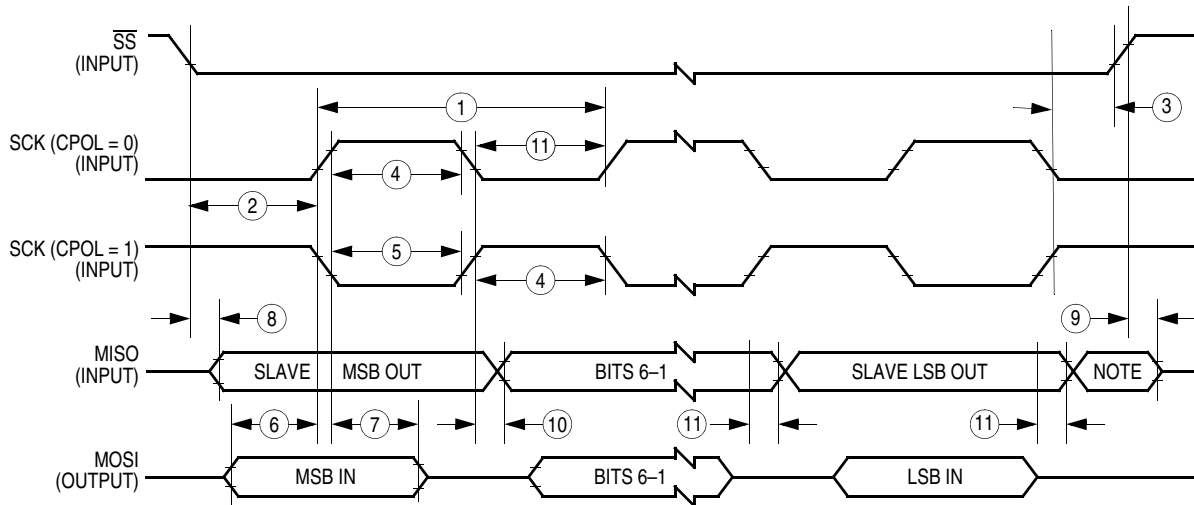 SS
(INPUT)
1
3
SCK (CPOL = 0)
(INPUT)
11
4
2
SCK (CPOL = 1)
(INPUT)
5
4
8
9
MISO
(INPUT)
SLAVE MSB OUT
BITS 6–1
SLAVE LSB OUT
NOTE
6
7
10
11
11
MOSI
(OUTPUT)
MSB IN
BITS 6–1
LSB IN